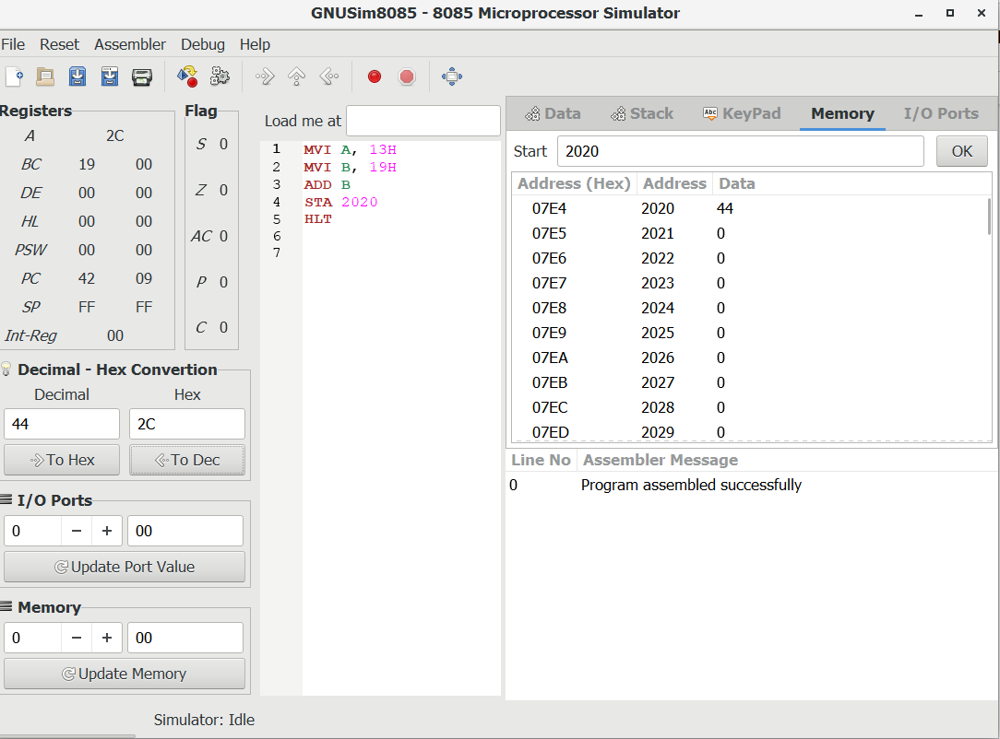 GNUSim8085 - 8085 Microprocessor Simulator
File Reset Assembler Debug Help
Registers
A 2C
BC 19 00
DE 00 00
HL 00 00
PSW 00 00
PC 42 09
SP FF FF
Int-Reg 00
Flag
S 0
Z 0
AC 0
P 0
C 0
Decimal - Hex Convertion
Decimal Hex
44 2C
To Hex To Dec
I/O Ports
0 − + 00
Update Port Value
Memory
0 − + 00
Update Memory
Load me at
1 MVI A, 13H
2 MVI B, 19H
3 ADD B
4 STA 2020
5 HLT
6
7
Data Stack Abc KeyPad Memory I/O Ports
Start 2020 OK
Address (Hex) Address Data
07E4 2020 44
07E5 2021 0
07E6 2022 0
07E7 2023 0
07E8 2024 0
07E9 2025 0
07EA 2026 0
07EB 2027 0
07EC 2028 0
07ED 2029 0
Line No Assembler Message
0 Program assembled successfully
Simulator: Idle